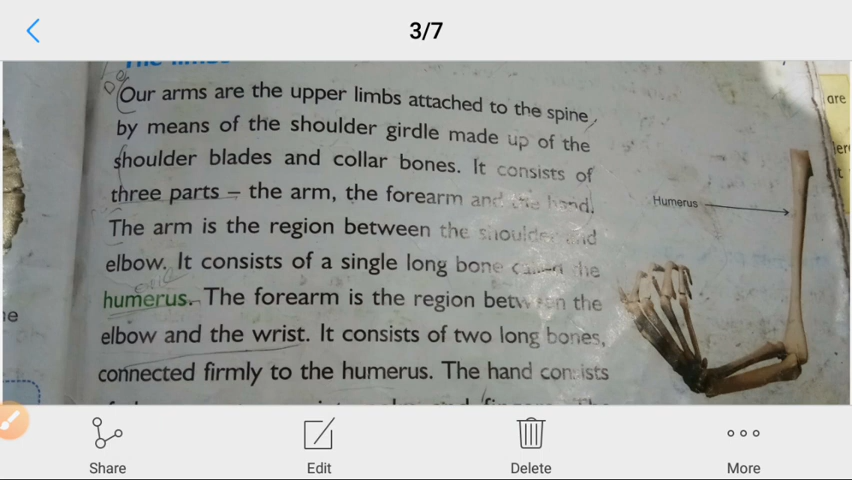 3/7
Our arms are the upper limbs attached to the spine,
by means of the shoulder girdle made up of the
shoulder blades and collar bones. It consists of
three parts – the arm, the forearm and the hand.
The arm is the region between the shoulder and
elbow. It consists of a single long bone called the
humerus. The forearm is the region between the
elbow and the wrist. It consists of two long bones,
connected firmly to the humerus. The hand consists
Humerus
are
Share
Edit
Delete
More